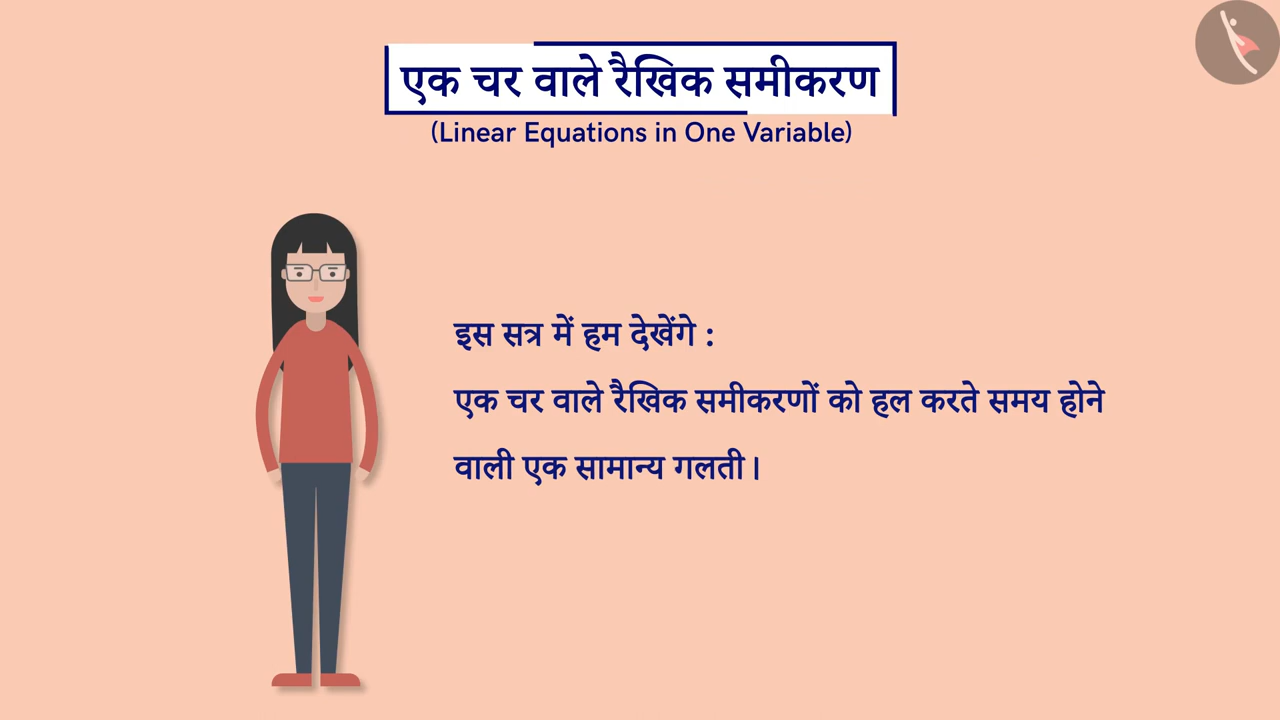 एक चर वाले रैखिक समीकरण
(Linear Equations in One Variable)
इस सत्र में हम देखेंगे :
एक चर वाले रैखिक समीकरणों को हल करते समय होने
वाली एक सामान्य गलती।